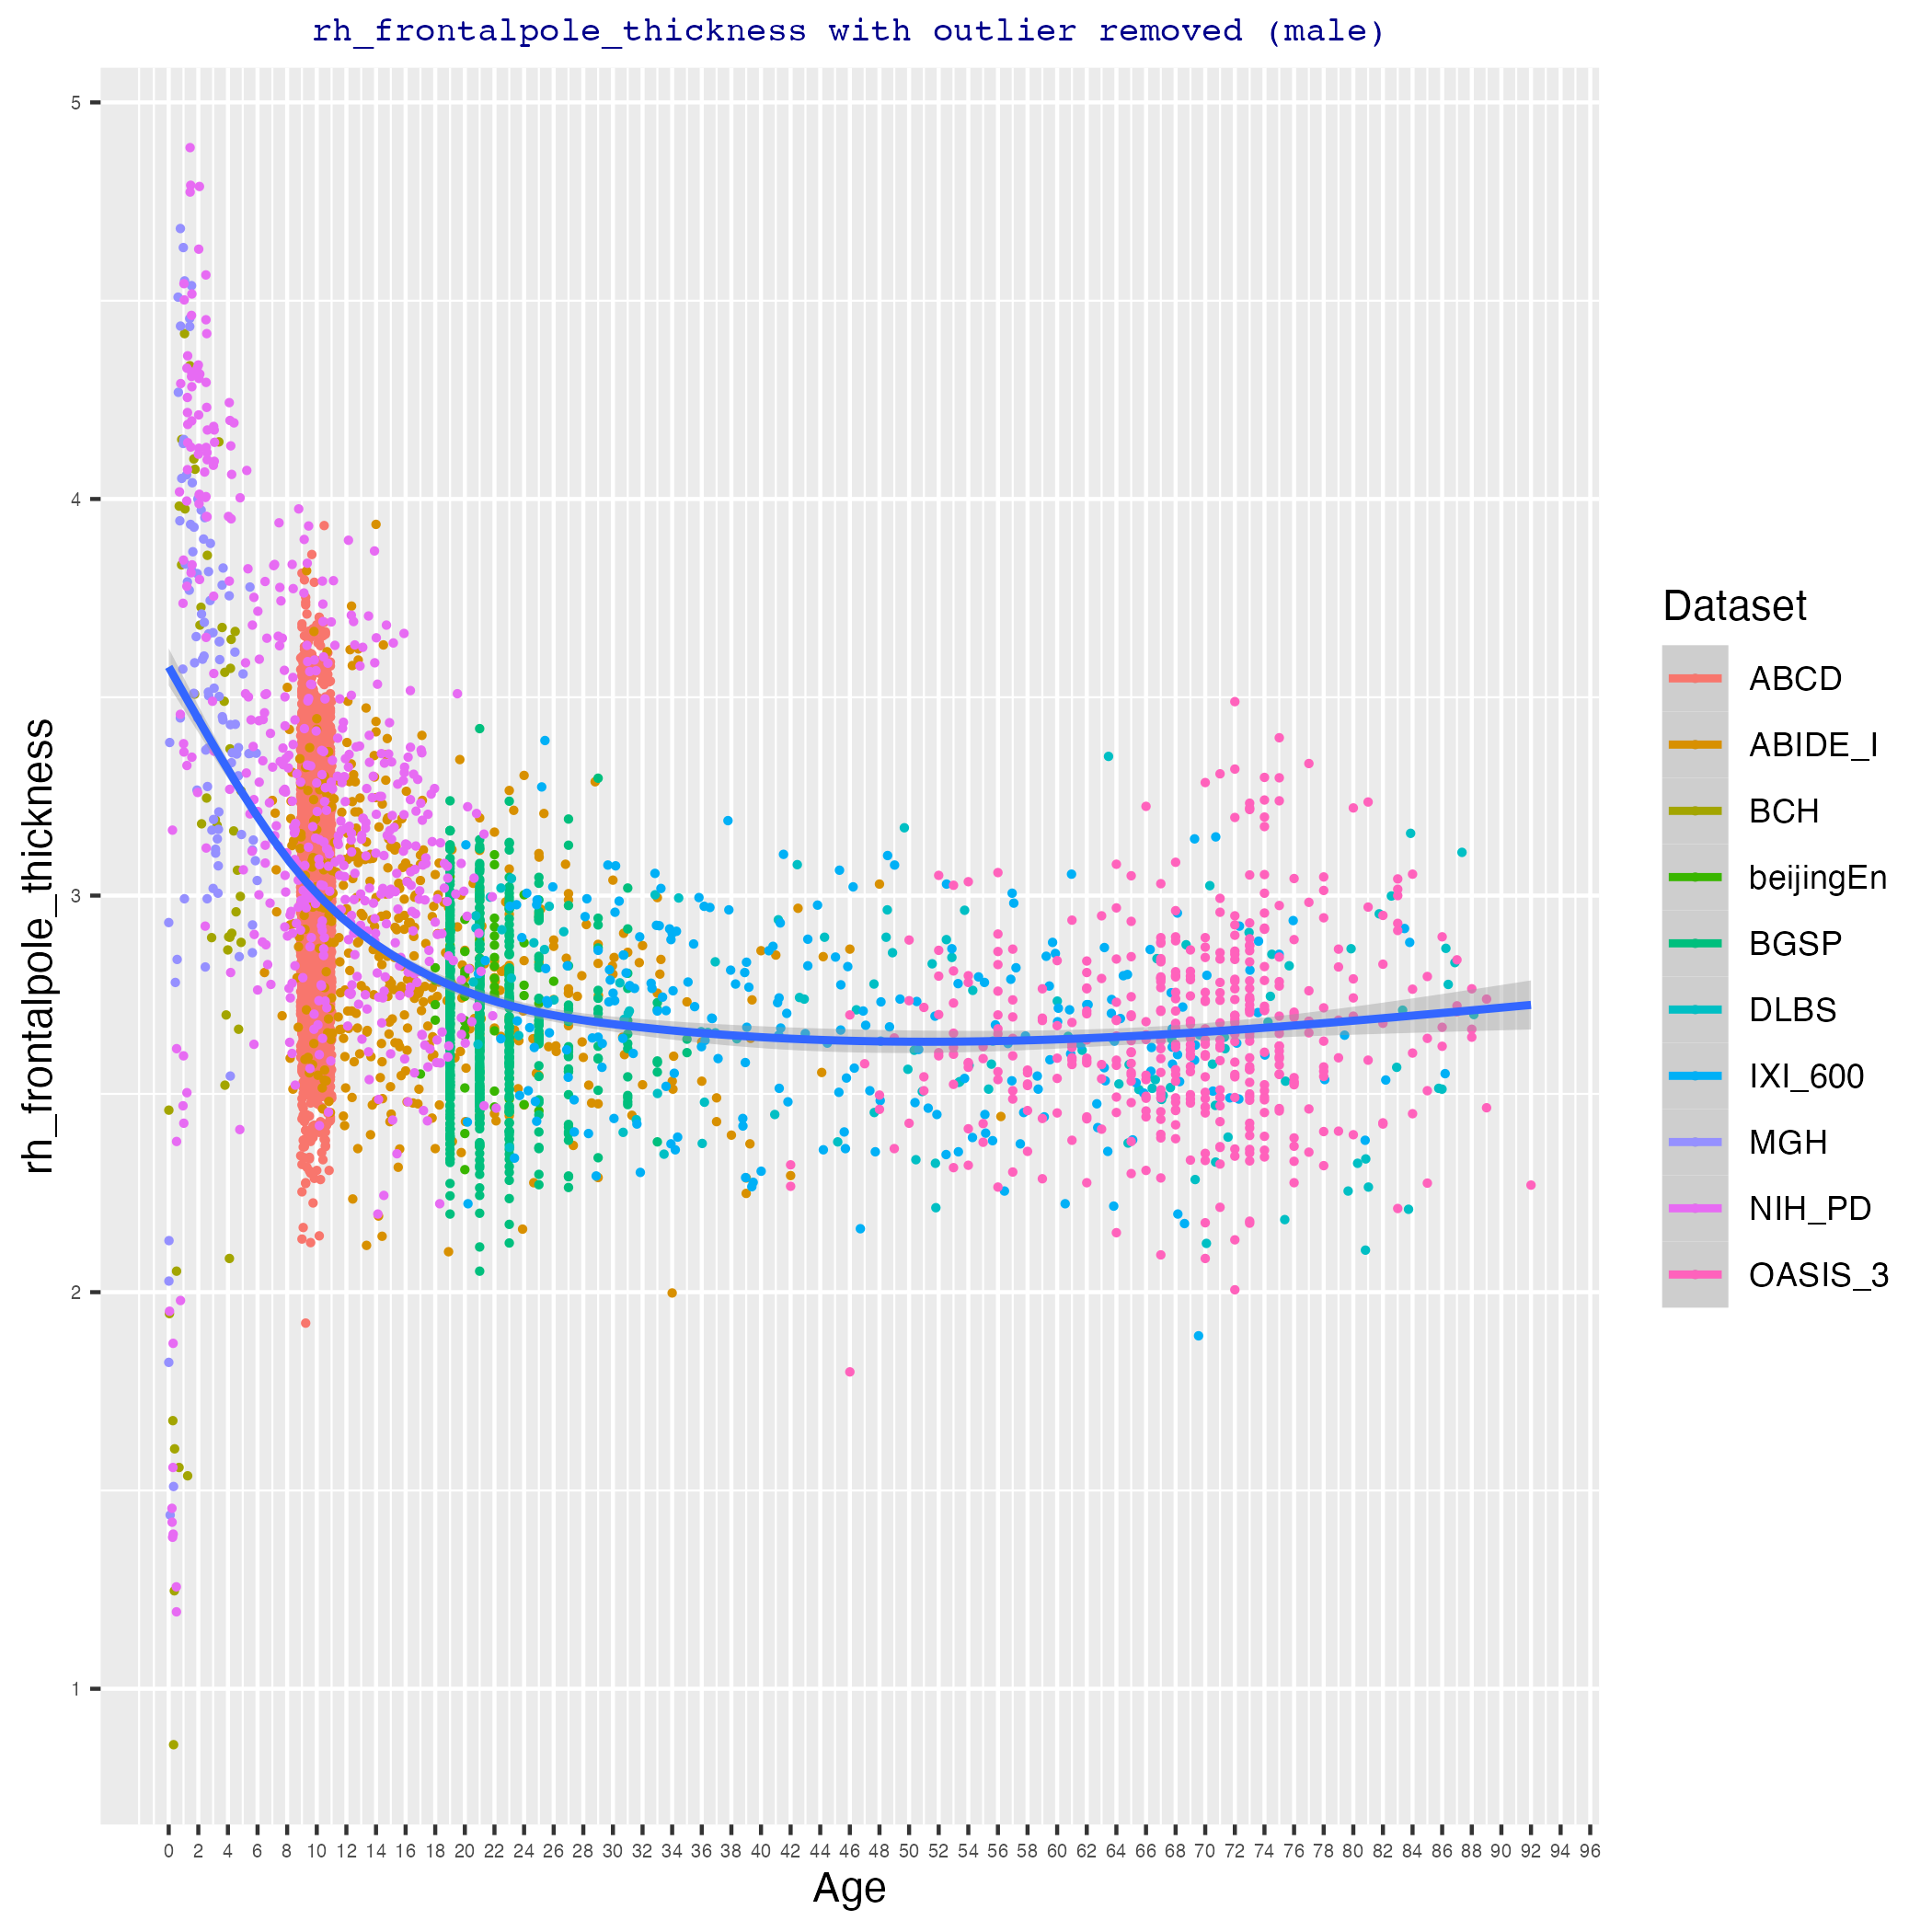 rh_frontalpole_thickness with outlier removed (male)
rh_frontalpole_thickness
5
4
3
2
1
0 2 4 6 8 10 12 14 16 18 20 22 24 26 28 30 32 34 36 38 40 42 44 46 48 50 52 54 56 58 60 62 64 66 68 70 72 74 76 78 80 82 84 86 88 90 92 94 96
Age
Dataset
ABCD
ABIDE_I
BCH
beijingEn
BGSP
DLBS
IXI_600
MGH
NIH_PD
OASIS_3